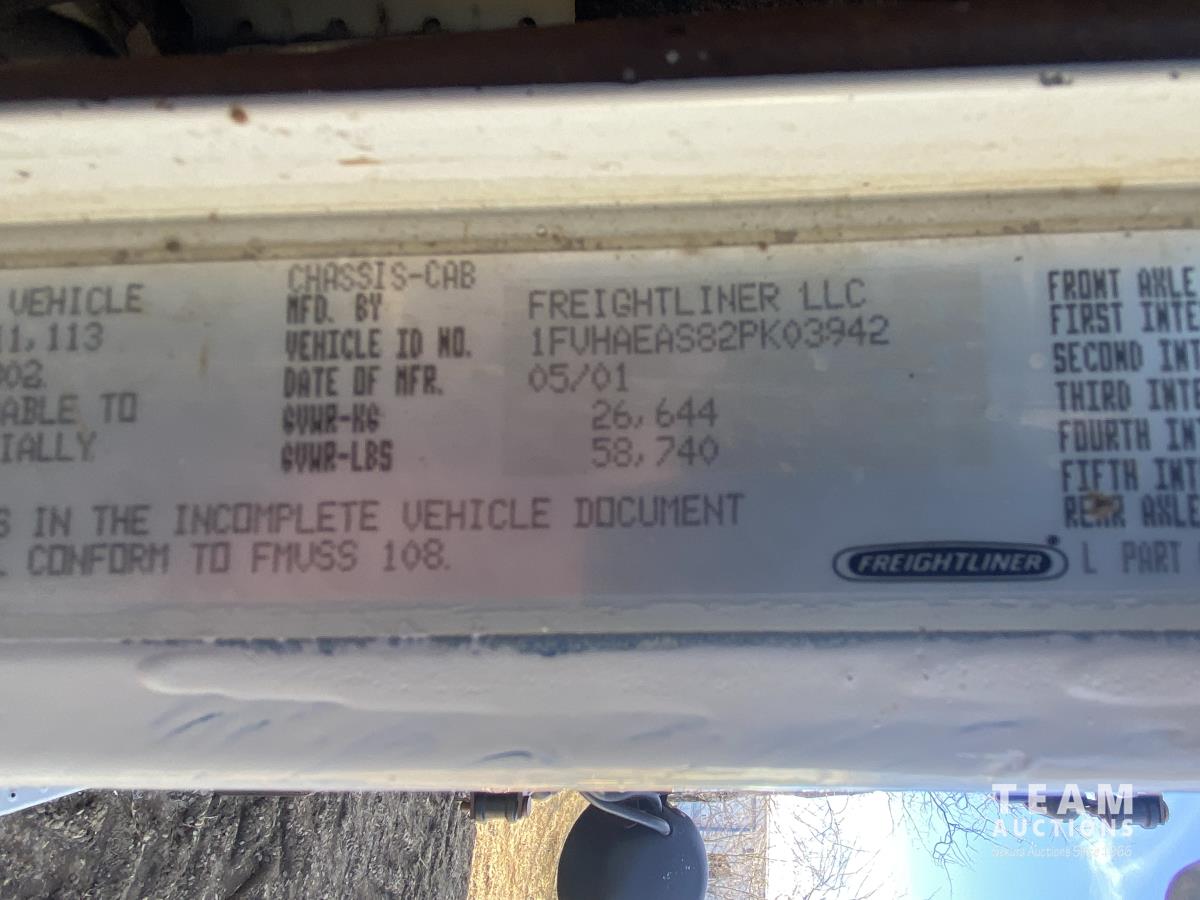 VEHICLE
11,113
002
ABLE TO
IALLY
CHASSIS-CAB
MFD. BY FREIGHTLINER LLC
VEHICLE ID NO. 1FVHAEAS82PK03942
DATE OF MFR. 05/01
GVWR-KG 26,644
GVWR-LBS 58,740
S IN THE INCOMPLETE VEHICLE DOCUMENT
CONFORM TO FMVSS 108.
FRONT AXLE
FIRST INTE
SECOND INT
THIRD INTE
FOURTH INT
FIFTH INT
REAR AXLE
FREIGHTLINER L PART
TEAM
AUCTIONS